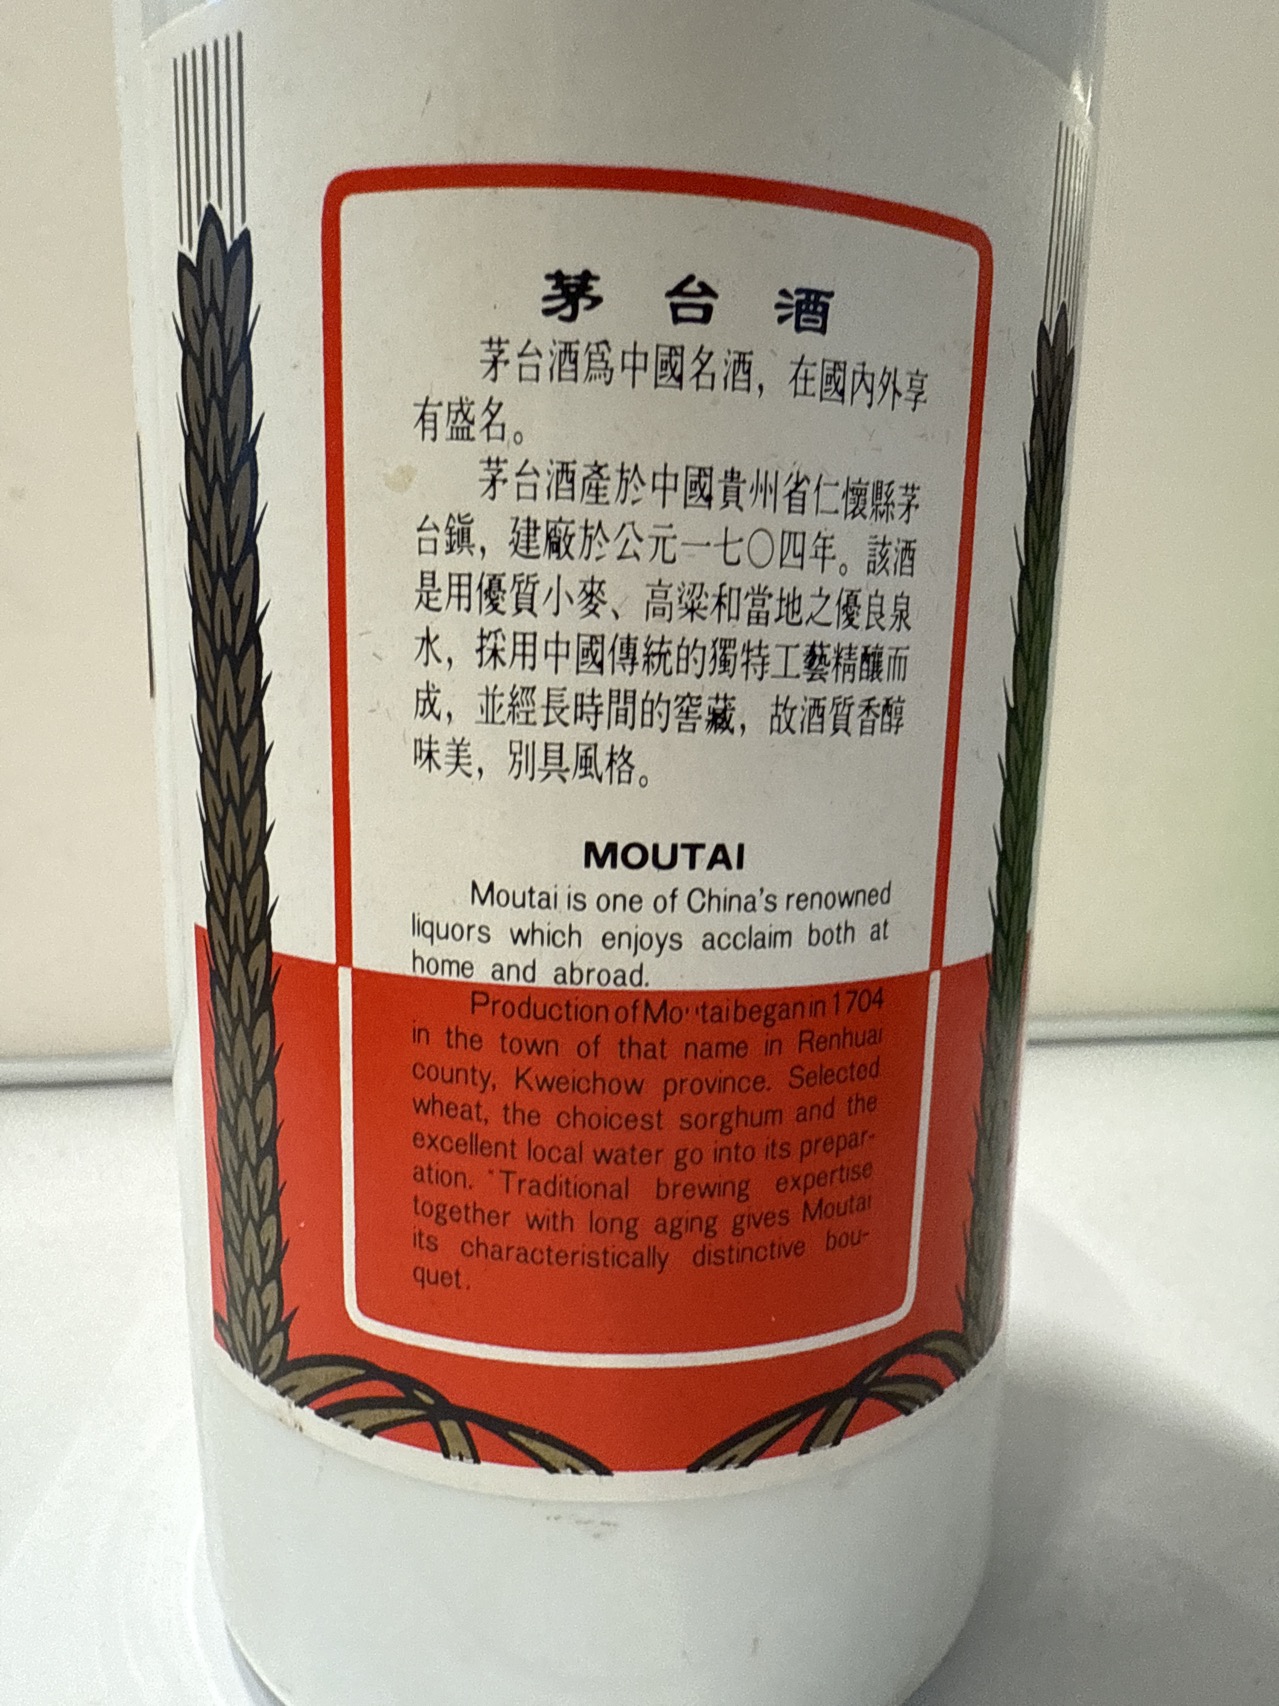 茅台酒
茅台酒爲中國名酒，在國內外享
有盛名。
茅台酒產於中國貴州省仁懷縣茅
台鎭，建廠於公元一七〇四年。該酒
是用優質小麥、高粱和當地之優良泉
水，採用中國傳統的獨特工藝精釀而
成，並經長時間的窖藏，故酒質香醇
味美，別具風格。
MOUTAI
Moutai is one of China's renowned
liquors which enjoys acclaim both at
home and abroad.
Production of Moutai began in 1704
in the town of that name in Renhuai
county, Kweichow province. Selected
wheat, the choicest sorghum and the
excellent local water go into its prepar-
ation. Traditional brewing expertise
together with long aging gives Moutai
its characteristically distinctive bou-
quet.